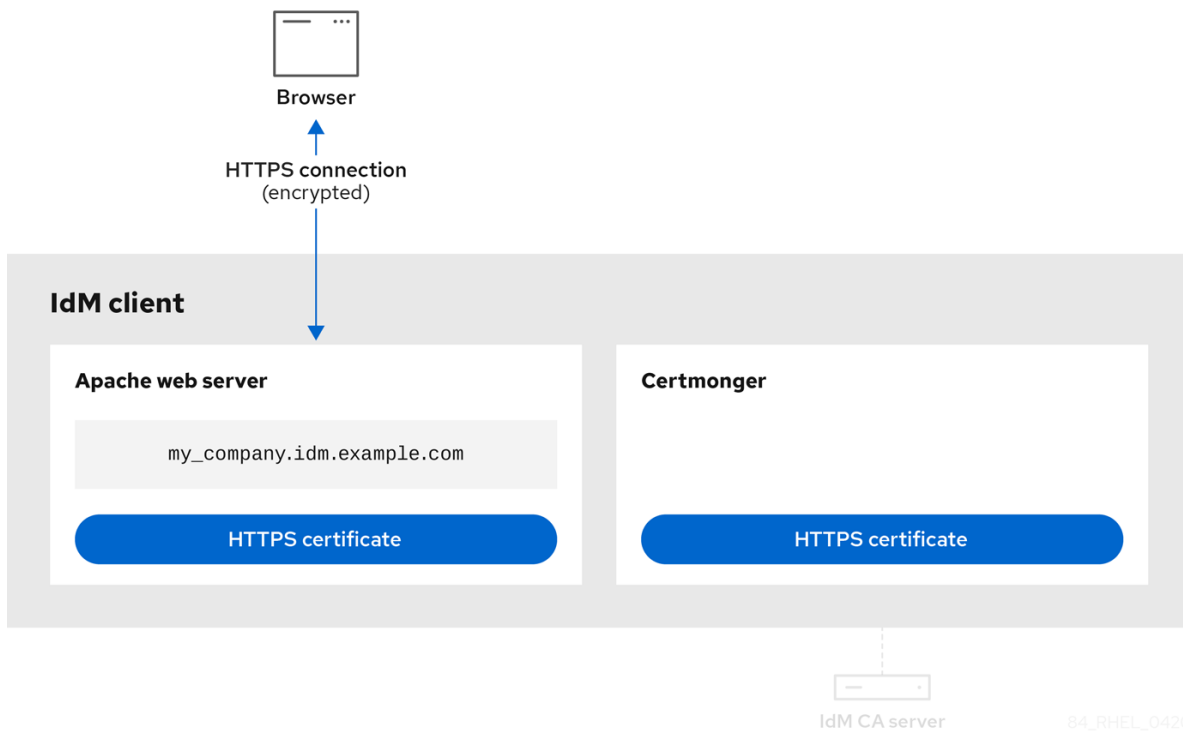 Browser
HTTPS connection
(encrypted)
IdM client
Apache web server
my_company.idm.example.com
HTTPS certificate
Certmonger
HTTPS certificate
IdM CA server
84_RHEL_042